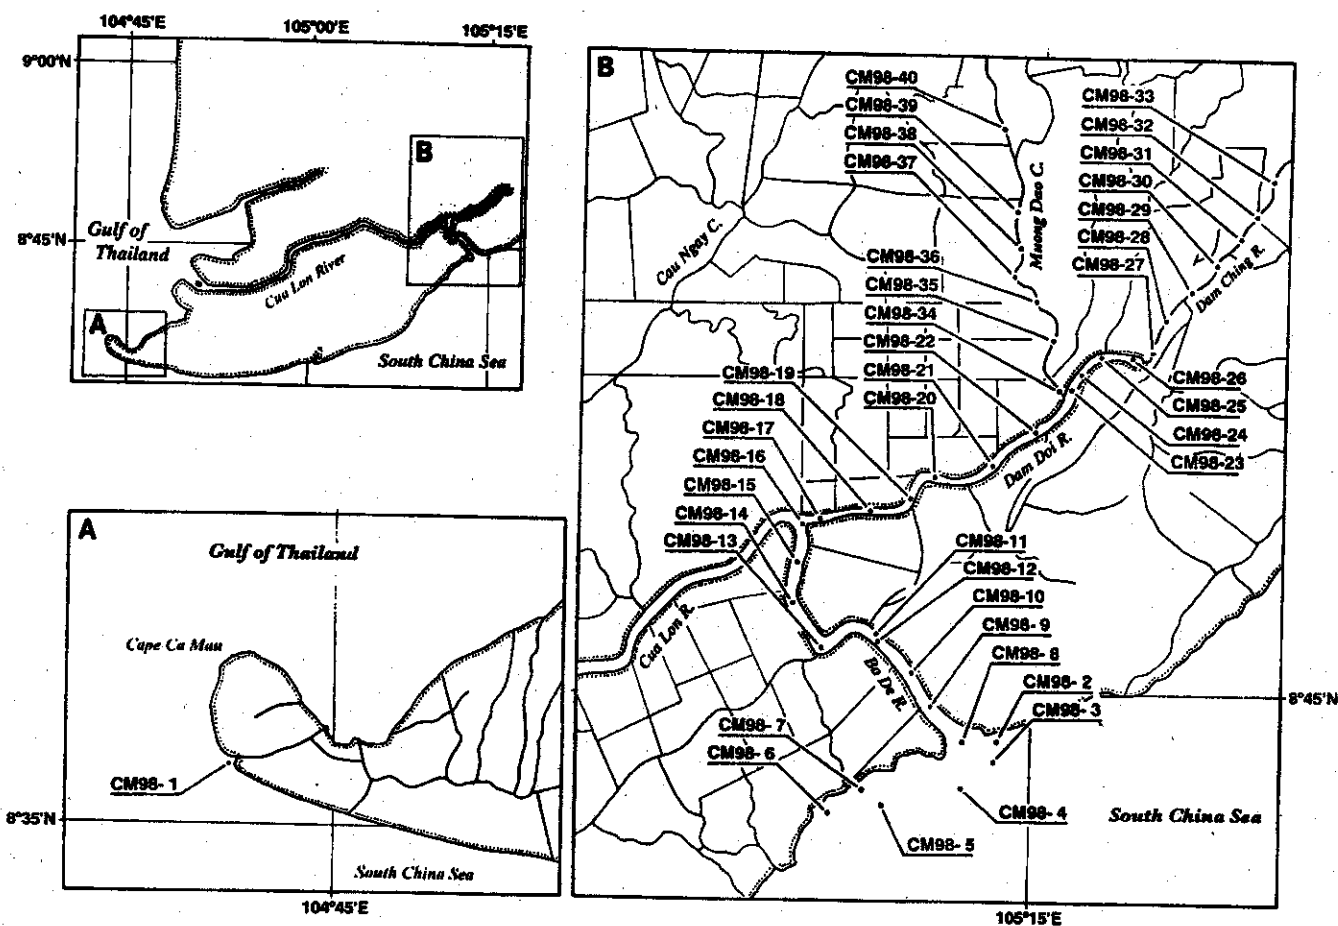 104°45'E
105°00'E
105°15'E
9°00'N
8°45'N
Gulf of
Thailand
Cua Lon River
South China Sea
A
B
A
Gulf of Thailand
Cape Ca Mau
CM98- 1
8°35'N
South China Sea
104°45'E
B
CM98-40
CM98-39
CM98-38
CM98-37
Muong Dao C.
CM98-33
CM98-32
CM98-31
CM98-30
CM98-29
CM98-28
CM98-27
Dam Ching R.
Cau Ngay C.
CM98-36
CM98-35
CM98-34
CM98-22
CM98-21
CM98-20
CM98-19
CM98-18
CM98-17
CM98-16
CM98-15
CM98-14
CM98-13
CM98-26
CM98-25
CM98-24
CM98-23
Dam Doi R.
CM98-11
CM98-12
CM98-10
CM98- 9
CM98- 8
CM98- 2
CM98- 3
Cua Lon R.
Bo De R.
8°45'N
CM98- 7
CM98- 6
CM98- 4
CM98- 5
South China Sea
105°15'E